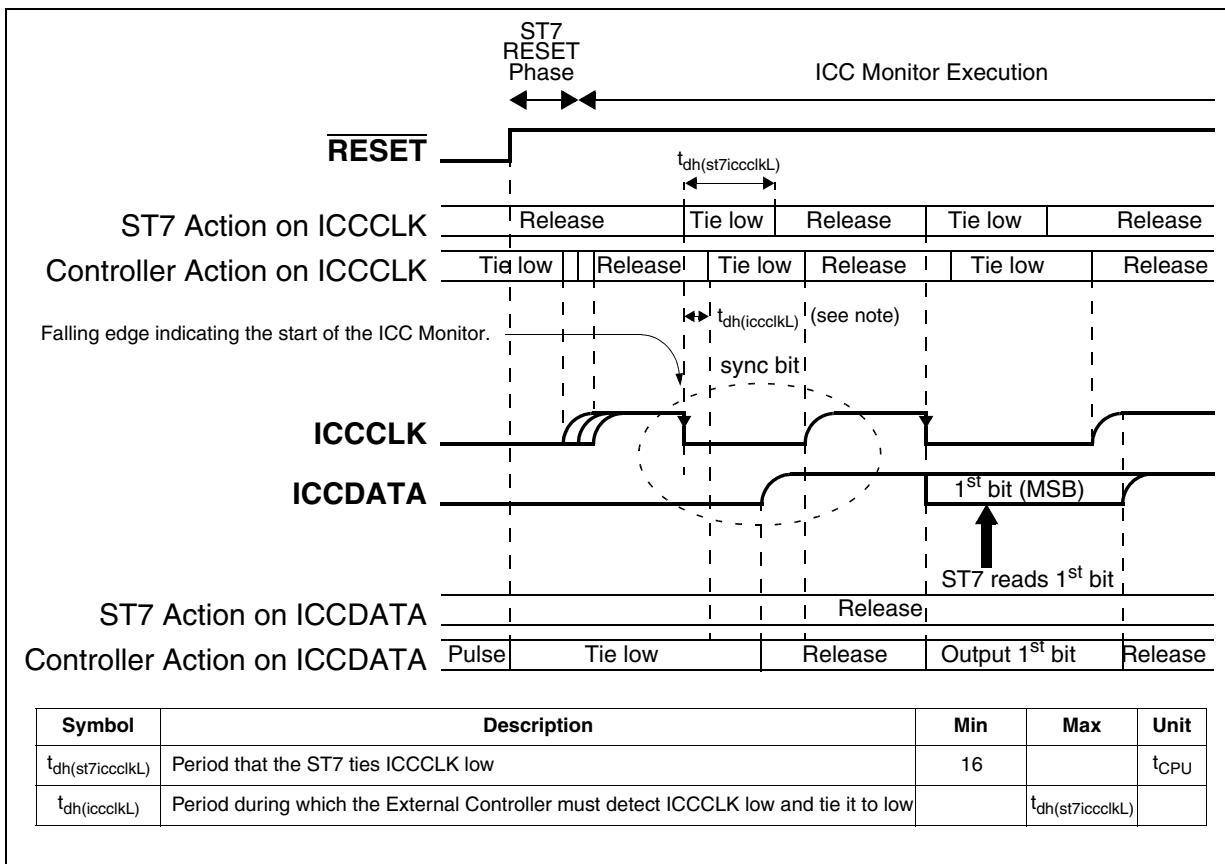 ST7
RESET
Phase
ICC Monitor Execution
RESET
tdh(st7iccclkL)
ST7 Action on ICCCLK
Release
Tie low
Release
Tie low
Release
Controller Action on ICCCLK
Tie low
Release
Tie low
Release
Tie low
Release
tdh(iccclkL) (see note)
Falling edge indicating the start of the ICC Monitor.
sync bit
ICCCLK
ICCDATA
1st bit (MSB)
ST7 reads 1st bit
ST7 Action on ICCDATA
Release
Controller Action on ICCDATA
Pulse
Tie low
Release
Output 1st bit
Release
Symbol Description Min Max Unit
tdh(st7iccclkL) Period that the ST7 ties ICCCLK low 16 tCPU
tdh(iccclkL) Period during which the External Controller must detect ICCCLK low and tie it to low tdh(st7iccclkL)